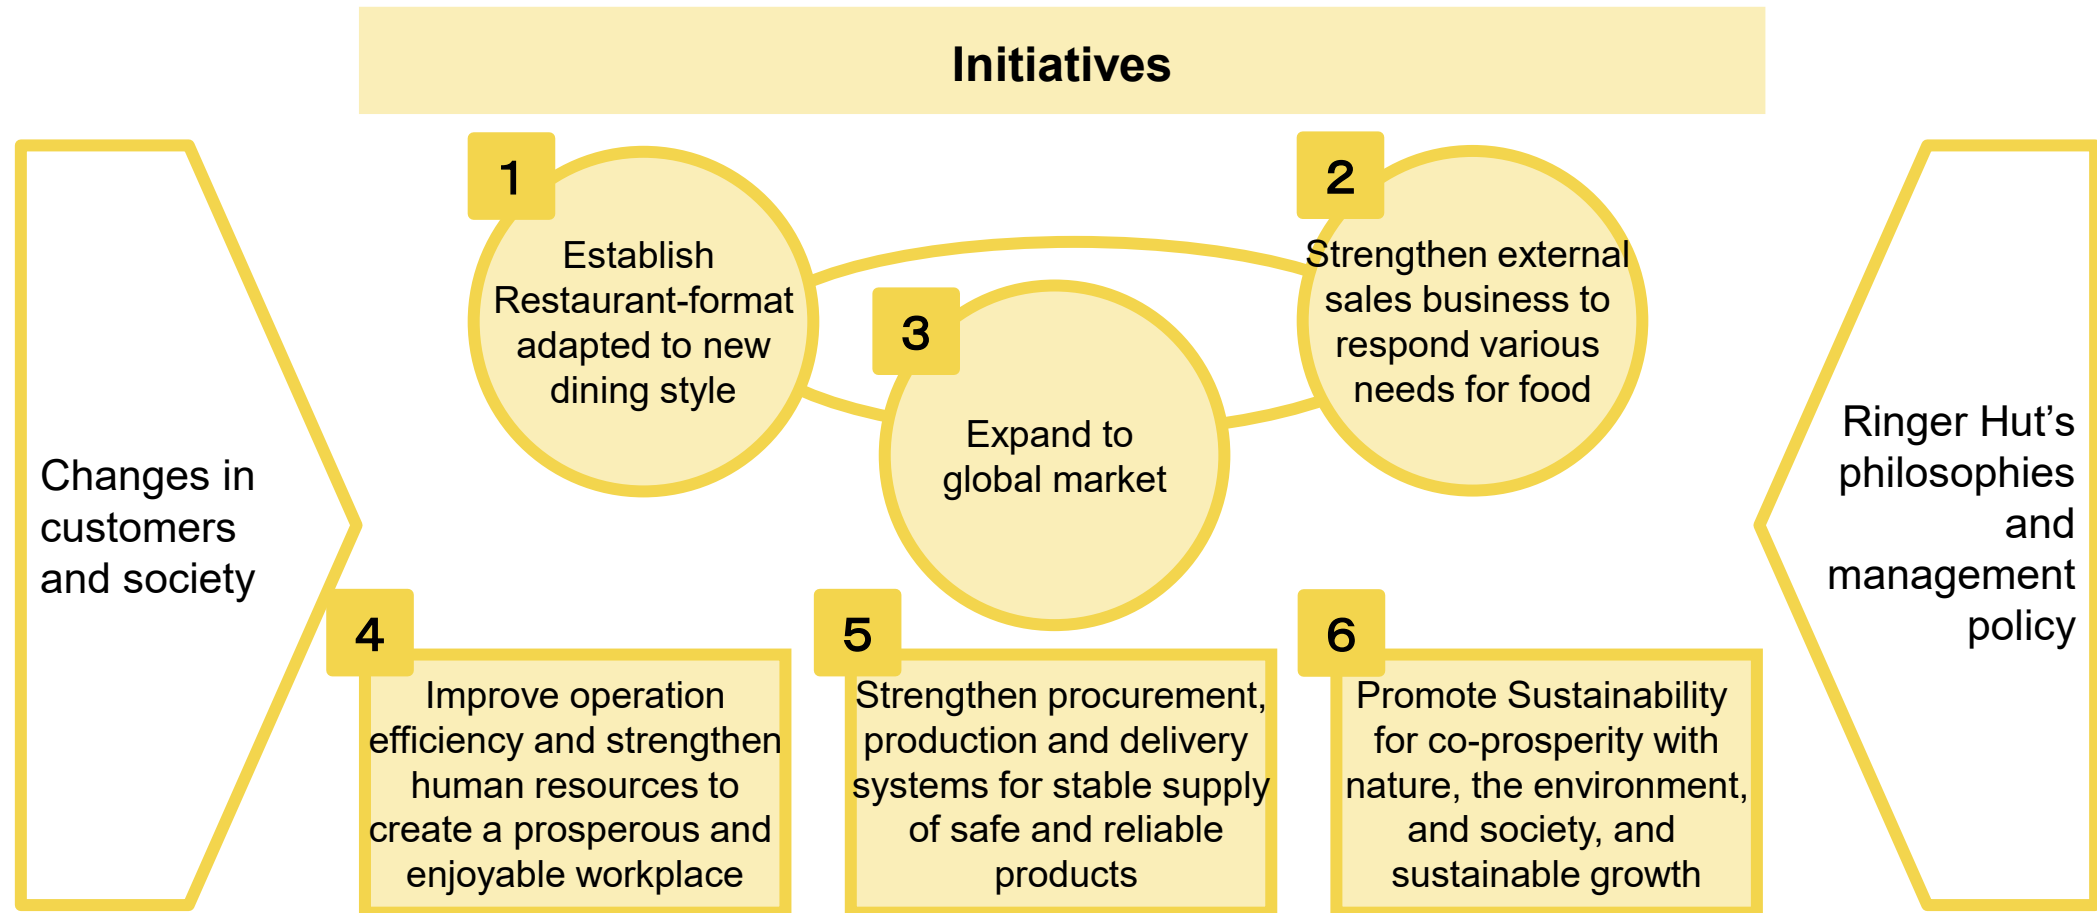 Initiatives
1
Establish
Restaurant-format
adapted to new
dining style
2
Strengthen external
sales business to
respond various
needs for food
3
Expand to
global market
Changes in
customers
and society
Ringer Hut’s
philosophies
and
management
policy
4
Improve operation
efficiency and strengthen
human resources to
create a prosperous and
enjoyable workplace
5
Strengthen procurement,
production and delivery
systems for stable supply
of safe and reliable
products
6
Promote Sustainability
for co-prosperity with
nature, the environment,
and society, and
sustainable growth